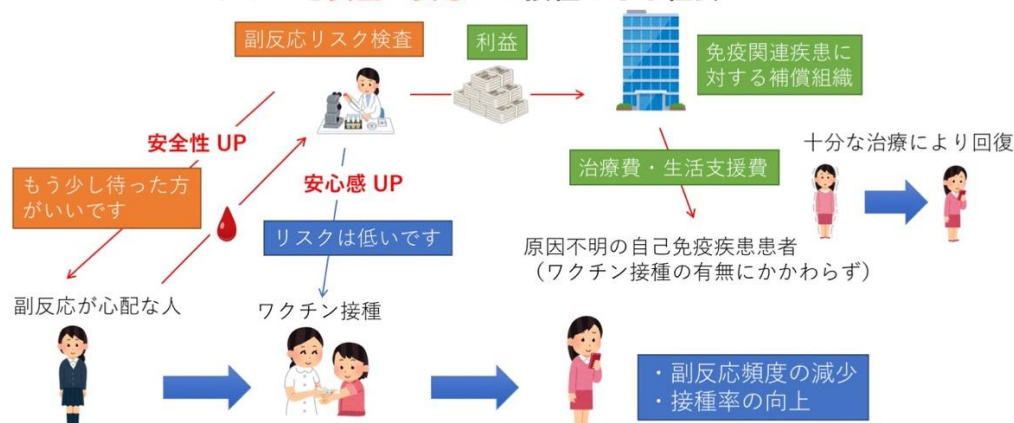 副反応リスク検査
利益
免疫関連疾患に
対する補償組織
安全性 UP
十分な治療により回復
もう少し待った方
がいいです
安心感 UP
治療費・生活支援費
リスクは低いです
原因不明の自己免疫疾患患者
（ワクチン接種の有無にかかわらず）
副反応が心配な人
ワクチン接種
・副反応頻度の減少
・接種率の向上